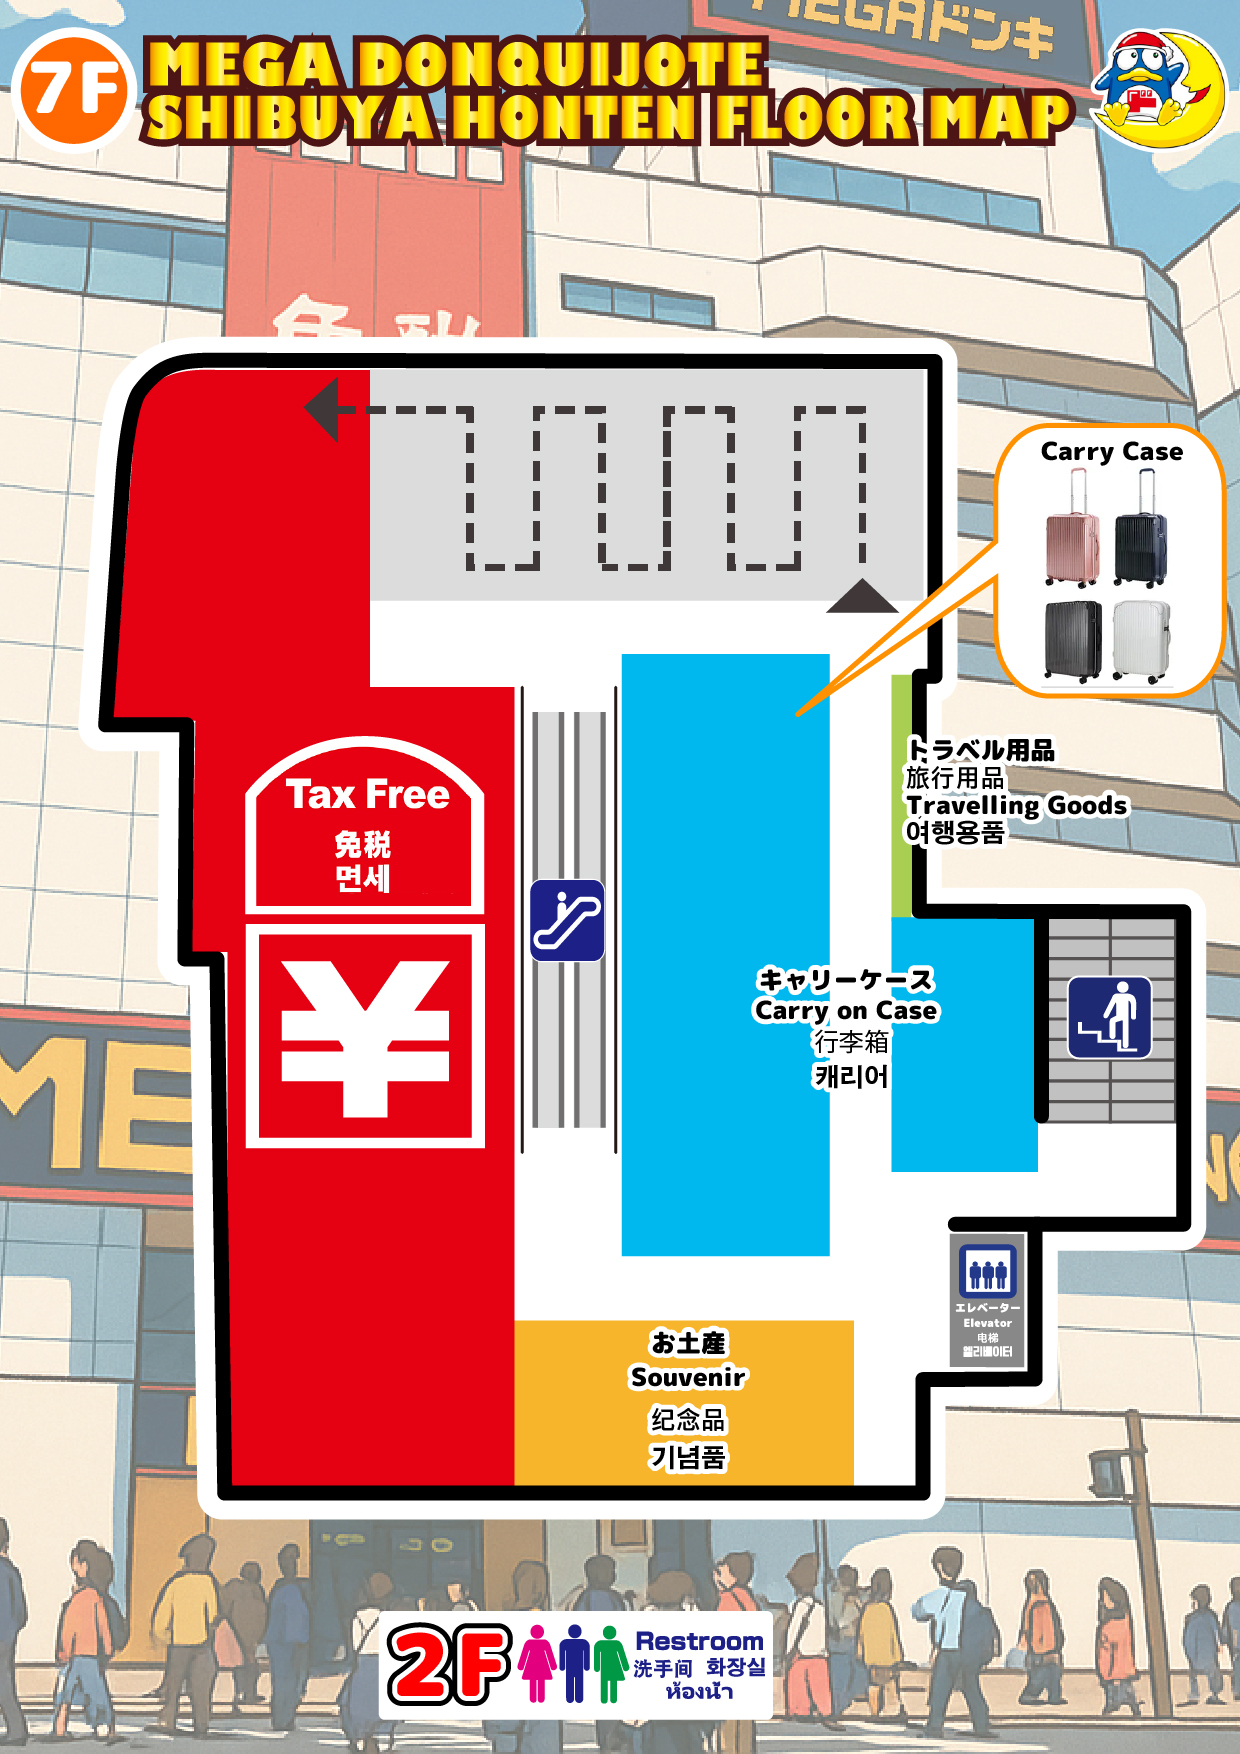 MEGAドンキ
7F
MEGA DONQUIJOTE
SHIBUYA HONTEN FLOOR MAP
免税
Carry Case
トラベル用品
旅行用品
Travelling Goods
여행용품
Tax Free
免税
면세
¥
キャリーケース
Carry on Case
行李箱
캐리어
ME
エレベーター
Elevator
电梯
엘리베이터
お土産
Souvenir
纪念品
기념품
2F
Restroom
洗手间 화장실
ห้องน้ำ